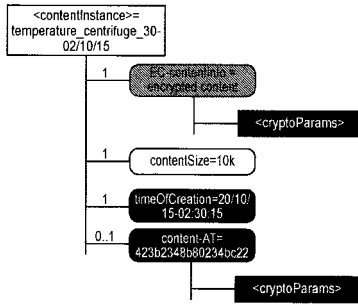 <contentInstance>=
temperature_centrifuge_30-
02/10/15
1
EC-contentInfo =
encrypted content
<cryptoParams>
1
contentSize=10k
1
timeOfCreation=20/10/
15-02:30:15
0..1
content-AT=
423b2348b80234bc22
<cryptoParams>